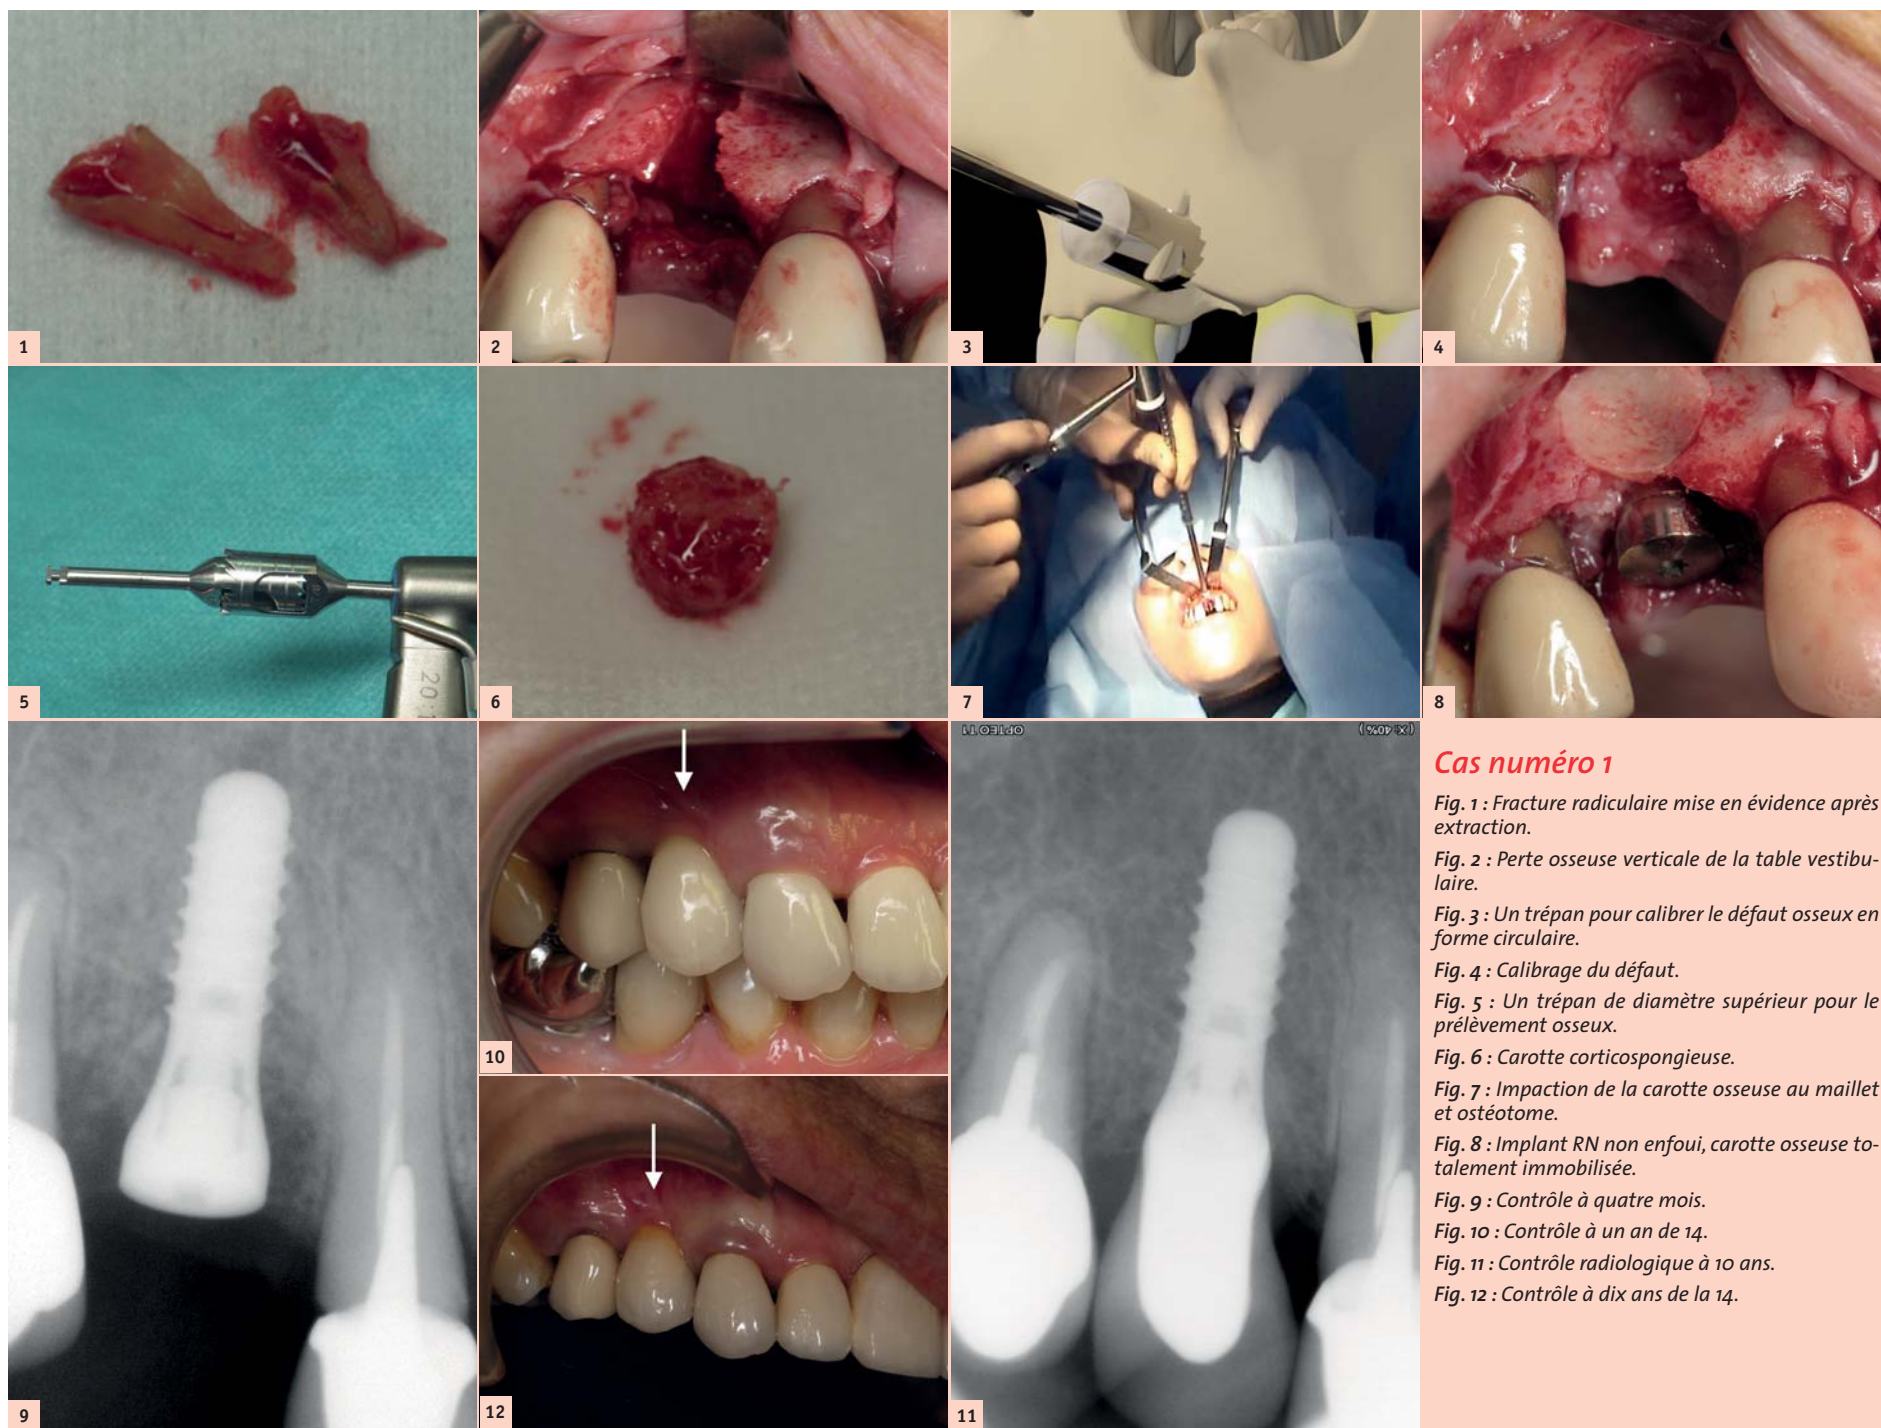 1
2
3
4
5
20:1
6
7
8
9
10
OPTEO T1
( X: 40% )
11
12
Cas numéro 1
Fig. 1 : Fracture radiculaire mise en évidence après
extraction.
Fig. 2 : Perte osseuse verticale de la table vestibu-
laire.
Fig. 3 : Un trépan pour calibrer le défaut osseux en
forme circulaire.
Fig. 4 : Calibrage du défaut.
Fig. 5 : Un trépan de diamètre supérieur pour le
prélèvement osseux.
Fig. 6 : Carotte corticospongieuse.
Fig. 7 : Impaction de la carotte osseuse au maillet
et ostéotome.
Fig. 8 : Implant RN non enfoui, carotte osseuse to-
talement immobilisée.
Fig. 9 : Contrôle à quatre mois.
Fig. 10 : Contrôle à un an de 14.
Fig. 11 : Contrôle radiologique à 10 ans.
Fig. 12 : Contrôle à dix ans de la 14.